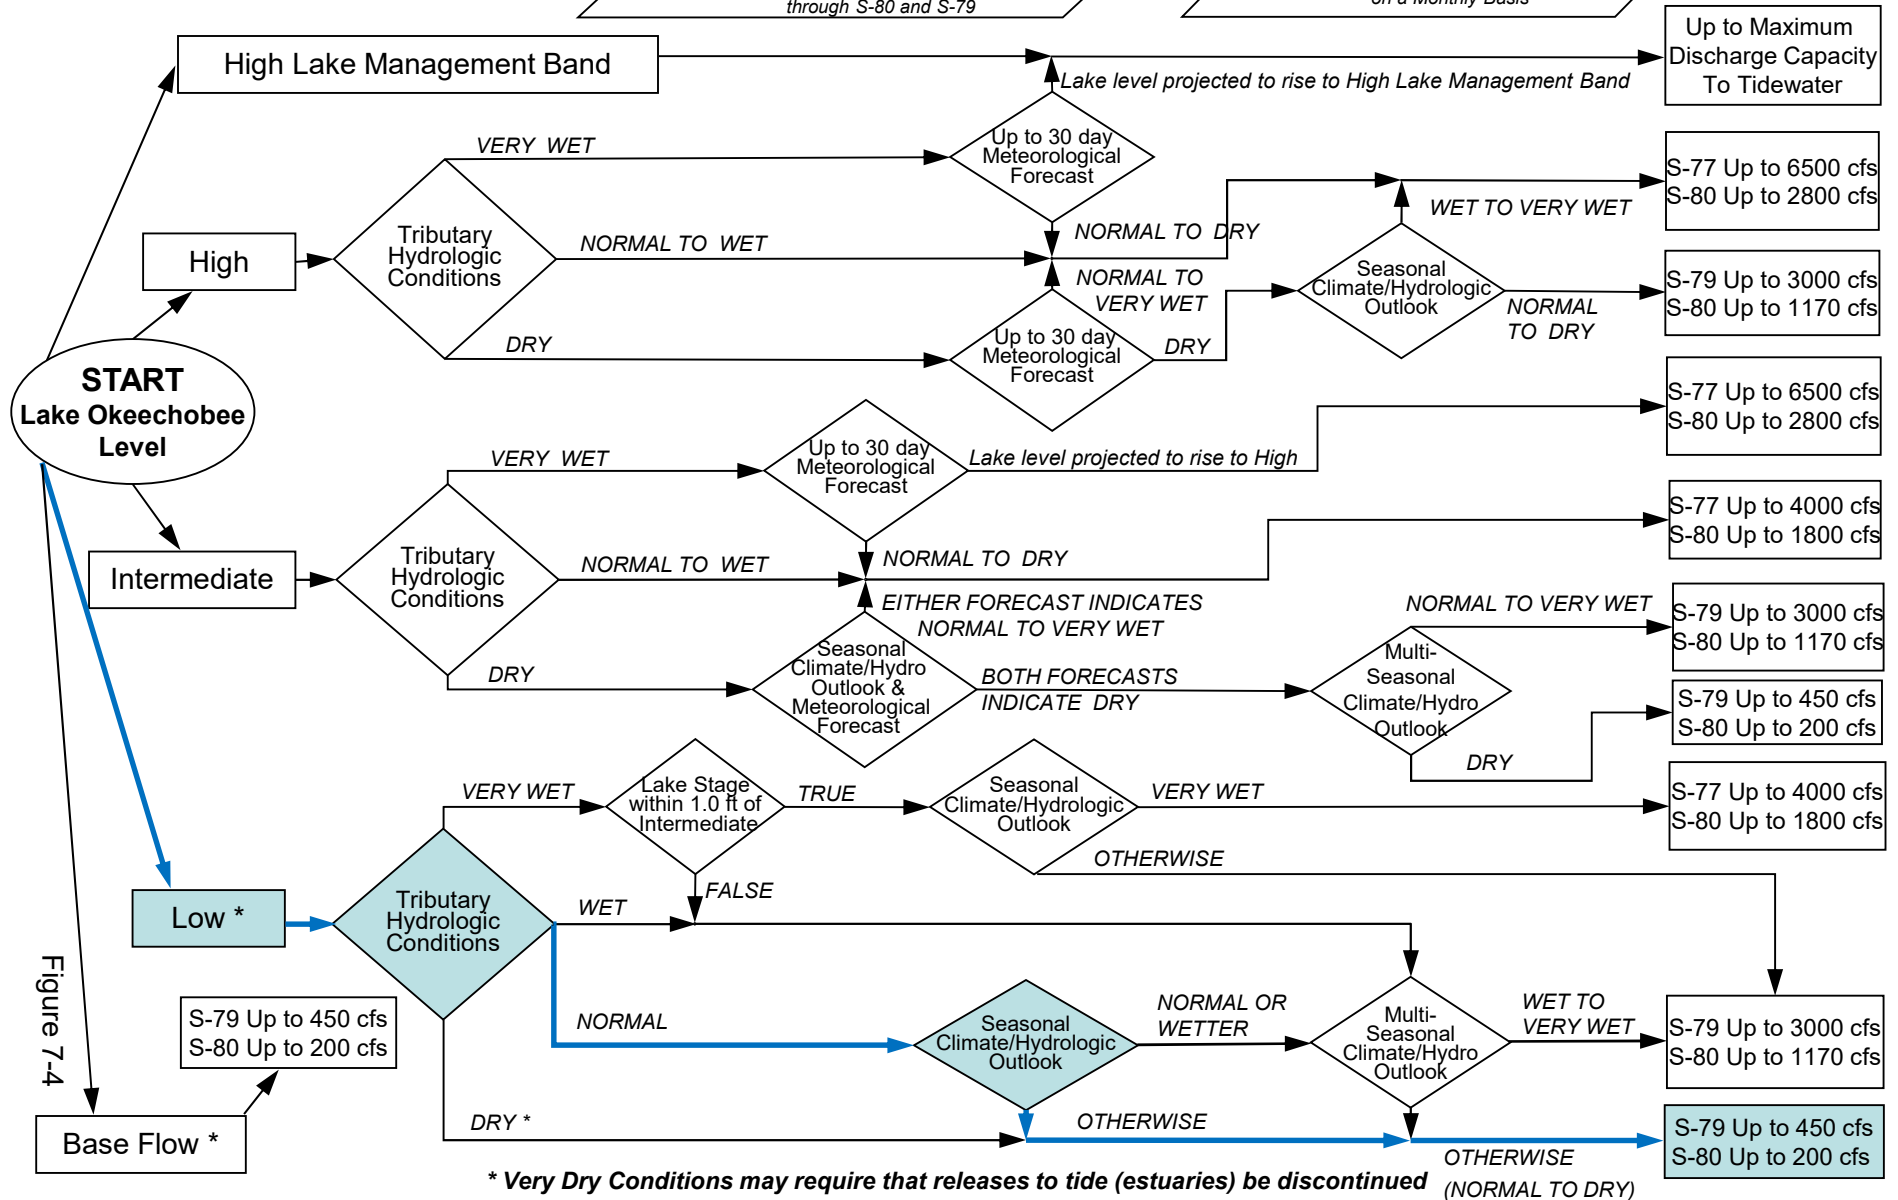 through S-80 and S-79
on a Monthly Basis
High Lake Management Band
Lake level projected to rise to High Lake Management Band
Up to Maximum
Discharge Capacity
To Tidewater
VERY WET
Up to 30 day
Meteorological
Forecast
S-77 Up to 6500 cfs
S-80 Up to 2800 cfs
WET TO VERY WET
High
Tributary
Hydrologic
Conditions
NORMAL TO WET
NORMAL TO DRY
NORMAL TO
VERY WET
Seasonal
Climate/Hydrologic
Outlook
NORMAL
TO DRY
S-79 Up to 3000 cfs
S-80 Up to 1170 cfs
DRY
Up to 30 day
Meteorological
Forecast
DRY
START
Lake Okeechobee
Level
S-77 Up to 6500 cfs
S-80 Up to 2800 cfs
VERY WET
Up to 30 day
Meteorological
Forecast
Lake level projected to rise to High
S-77 Up to 4000 cfs
S-80 Up to 1800 cfs
Intermediate
Tributary
Hydrologic
Conditions
NORMAL TO WET
NORMAL TO DRY
EITHER FORECAST INDICATES
NORMAL TO VERY WET
NORMAL TO VERY WET
S-79 Up to 3000 cfs
S-80 Up to 1170 cfs
DRY
Seasonal
Climate/Hydro
Outlook &
Meteorological
Forecast
BOTH FORECASTS
INDICATE DRY
Multi-
Seasonal
Climate/Hydro
Outlook
S-79 Up to 450 cfs
S-80 Up to 200 cfs
DRY
VERY WET
Lake Stage
within 1.0 ft of
Intermediate
TRUE
Seasonal
Climate/Hydrologic
Outlook
VERY WET
S-77 Up to 4000 cfs
S-80 Up to 1800 cfs
OTHERWISE
FALSE
Low *
Tributary
Hydrologic
Conditions
WET
NORMAL
Seasonal
Climate/Hydrologic
Outlook
NORMAL OR
WETTER
Multi-
Seasonal
Climate/Hydro
Outlook
WET TO
VERY WET
S-79 Up to 3000 cfs
S-80 Up to 1170 cfs
Figure 7-4
S-79 Up to 450 cfs
S-80 Up to 200 cfs
Base Flow *
DRY *
OTHERWISE
S-79 Up to 450 cfs
S-80 Up to 200 cfs
OTHERWISE
(NORMAL TO DRY)
* Very Dry Conditions may require that releases to tide (estuaries) be discontinued